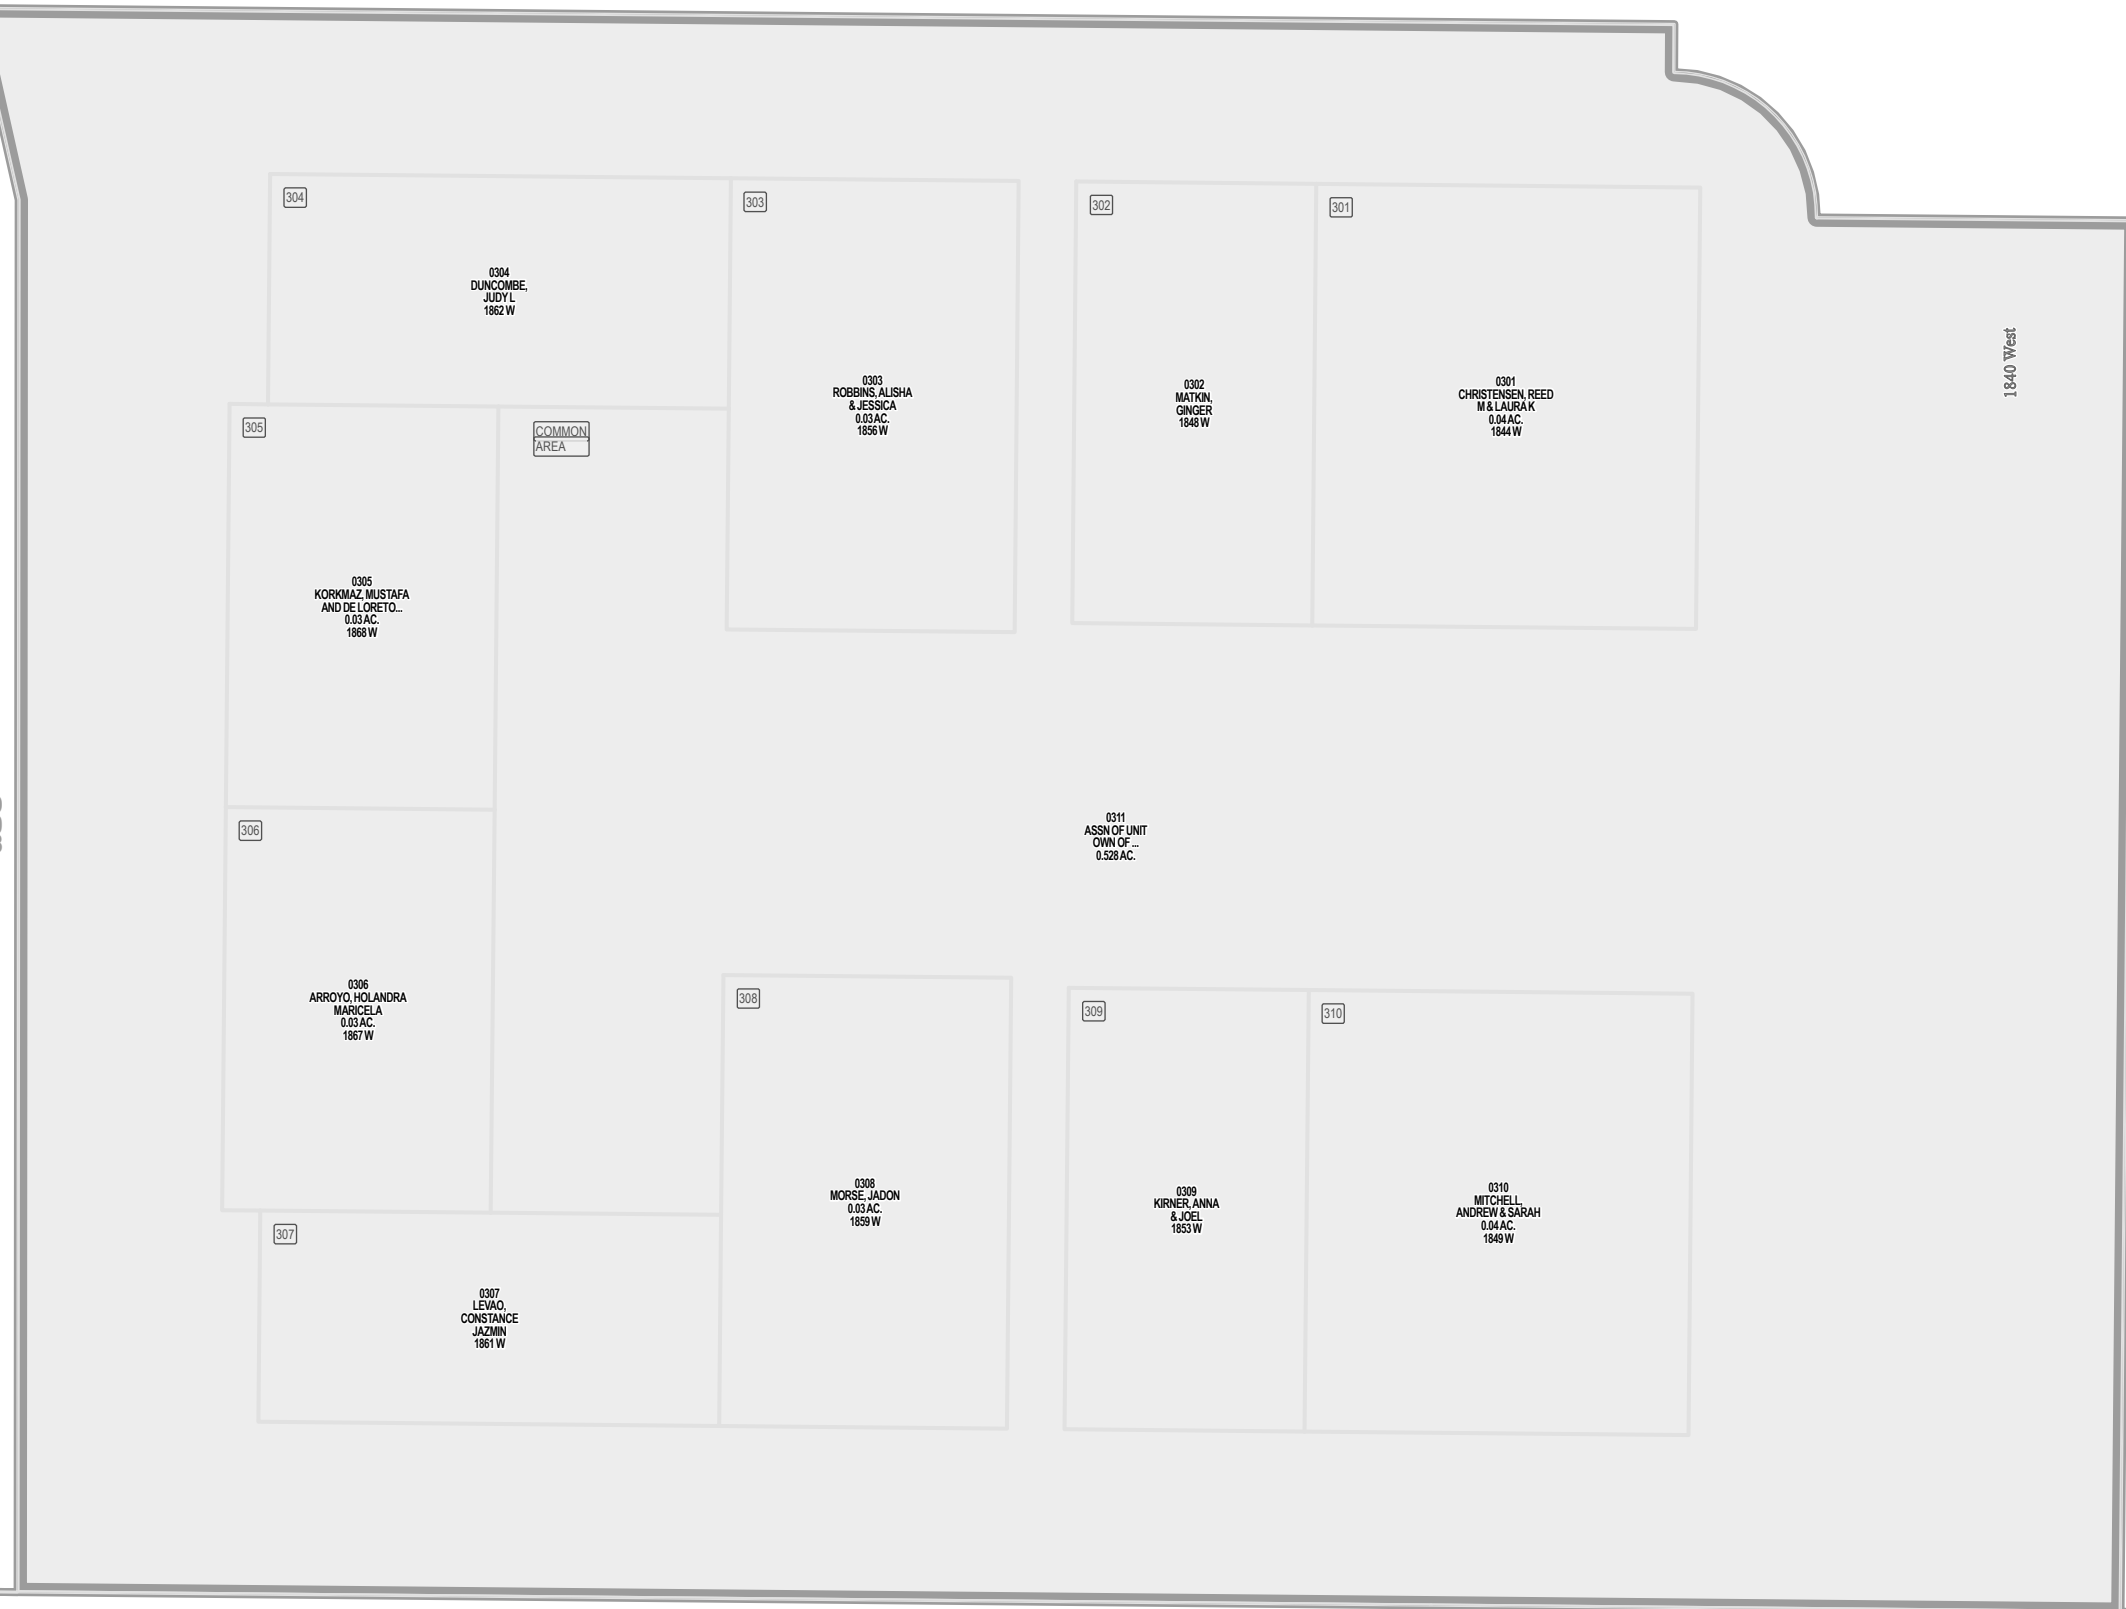 304
0304
DUNCOMBE,
JUDY L
1862 W
303
0303
ROBBINS, ALISHA
& JESSICA
0.03 AC.
1856 W
302
0302
MATKIN,
GINGER
1848 W
301
0301
CHRISTENSEN, REED
M & LAURA K
0.04 AC.
1844 W
1840 West
305
0305
KORKMAZ, MUSTAFA
AND DE LORETO...
0.03 AC.
1868 W
COMMON
AREA
306
0306
ARROYO, HOLANDRA
MARICELA
0.03 AC.
1867 W
0311
ASSN OF UNIT
OWN OF ...
0.528 AC.
308
0308
MORSE, JADON
0.03 AC.
1859 W
309
0309
KIRNER, ANNA
& JOEL
1853 W
310
0310
MITCHELL,
ANDREW & SARAH
0.04 AC.
1849 W
307
0307
LEVAO,
CONSTANCE
JAZMIN
1861 W